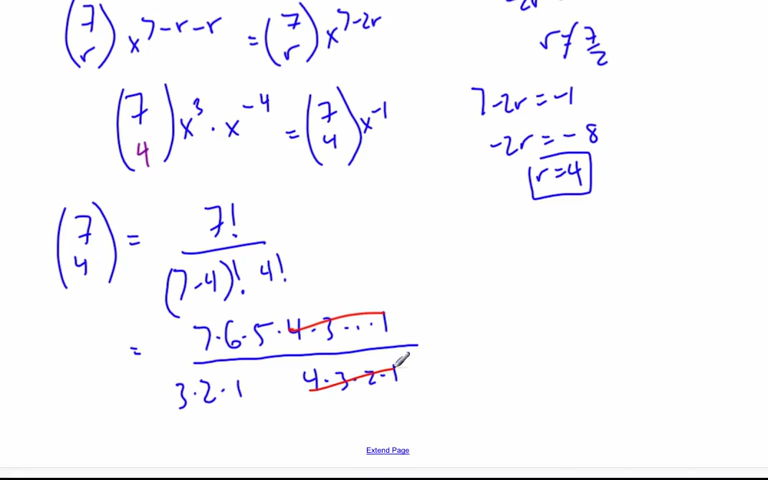 (7 r) x^{7-r-r} = (7 r) x^{7-2r}
r ≠ 7/2
(7 4) x^3 · x^{-4} = (7 4) x^{-1}
7-2r = -1
-2r = -8
r = 4
(7 4) = 7! / (7-4)! 4!
= 7·6·5·4·3···1 / 3·2·1 4·3·2·1
Extend Page